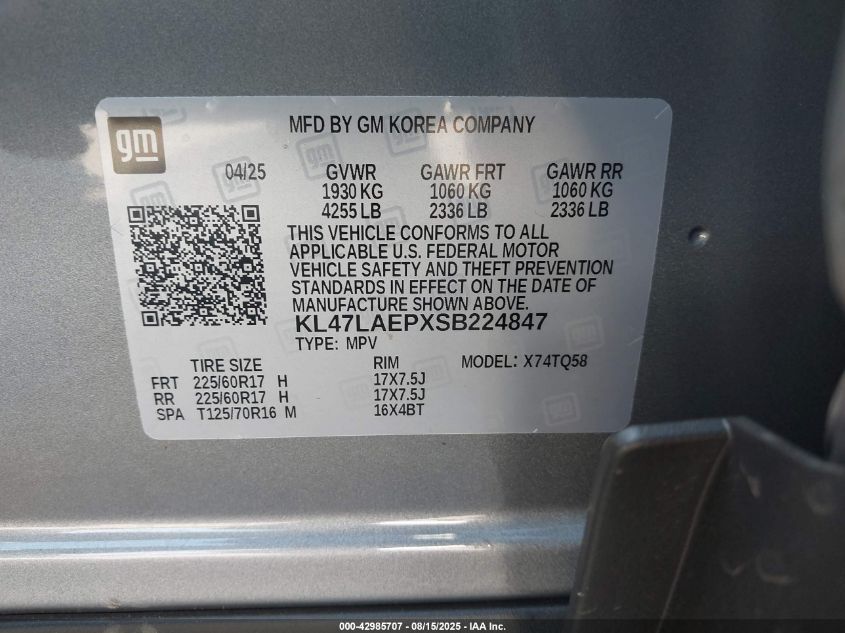 gm
MFD BY GM KOREA COMPANY
04/25 GVWR GAWR FRT GAWR RR
1930 KG 1060 KG 1060 KG
4255 LB 2336 LB 2336 LB
THIS VEHICLE CONFORMS TO ALL
APPLICABLE U.S. FEDERAL MOTOR
VEHICLE SAFETY AND THEFT PREVENTION
STANDARDS IN EFFECT ON THE DATE OF
MANUFACTURE SHOWN ABOVE.
KL47LAEPXSB224847
TYPE: MPV
TIRE SIZE RIM MODEL: X74TQ58
FRT 225/60R17 H 17X7.5J
RR 225/60R17 H 17X7.5J
SPA T125/70R16 M 16X4BT
000-42985707 - 08/15/2025 - IAA Inc.